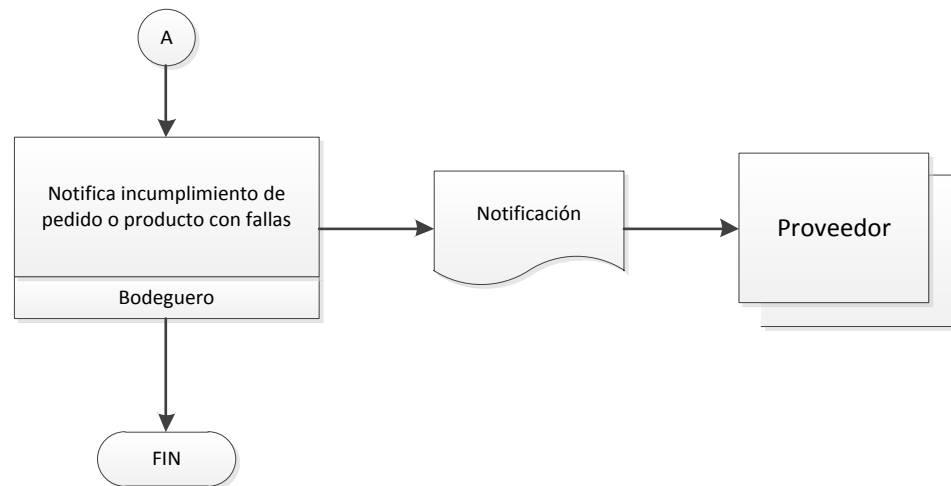 A
Notifica incumplimiento de
pedido o producto con fallas
Bodeguero
Notificación
Proveedor
FIN